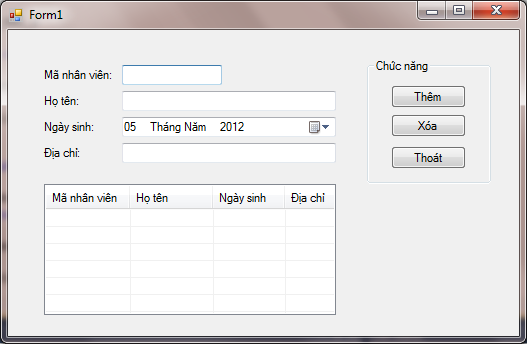 Form1
Mã nhân viên:
Họ tên:
Ngày sinh: 05 Tháng Năm 2012
Địa chỉ:
Chức năng
Thêm
Xóa
Thoát
Mã nhân viên Họ tên Ngày sinh Địa chỉ